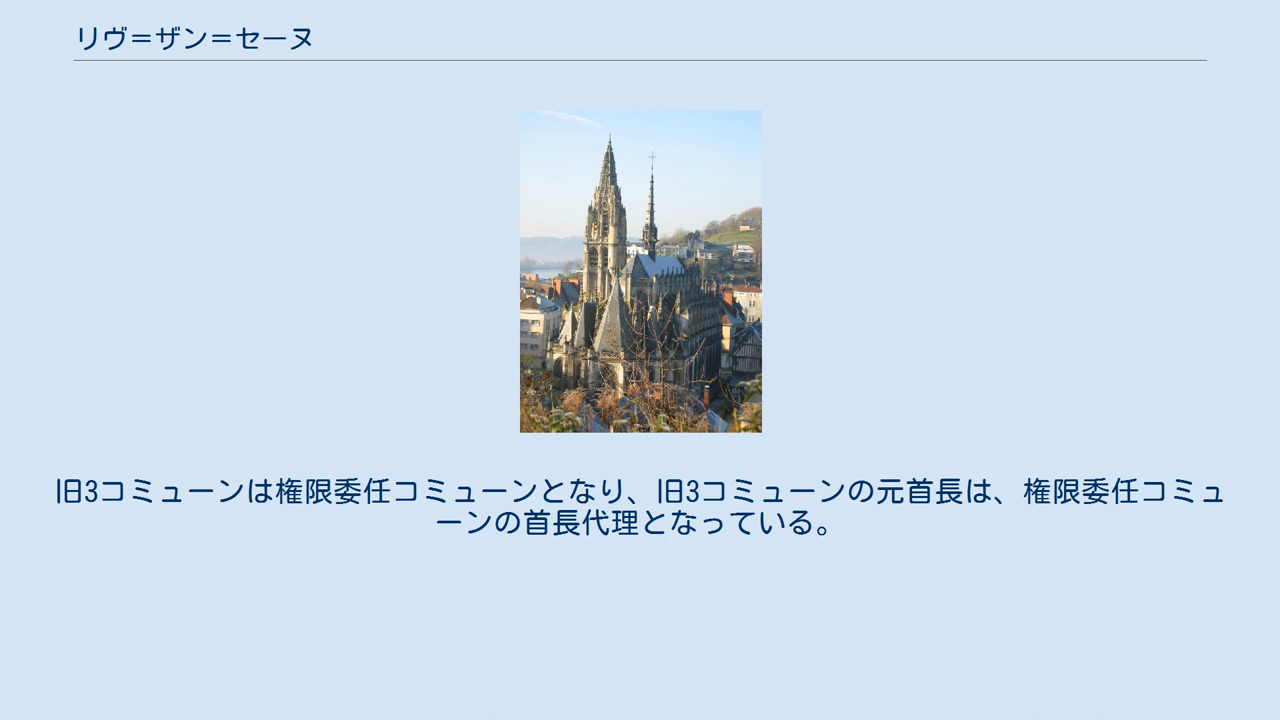 リヴ＝ザン＝セーヌ
旧3コミューンは権限委任コミューンとなり、旧3コミューンの元首長は、権限委任コミュ
ーンの首長代理となっている。